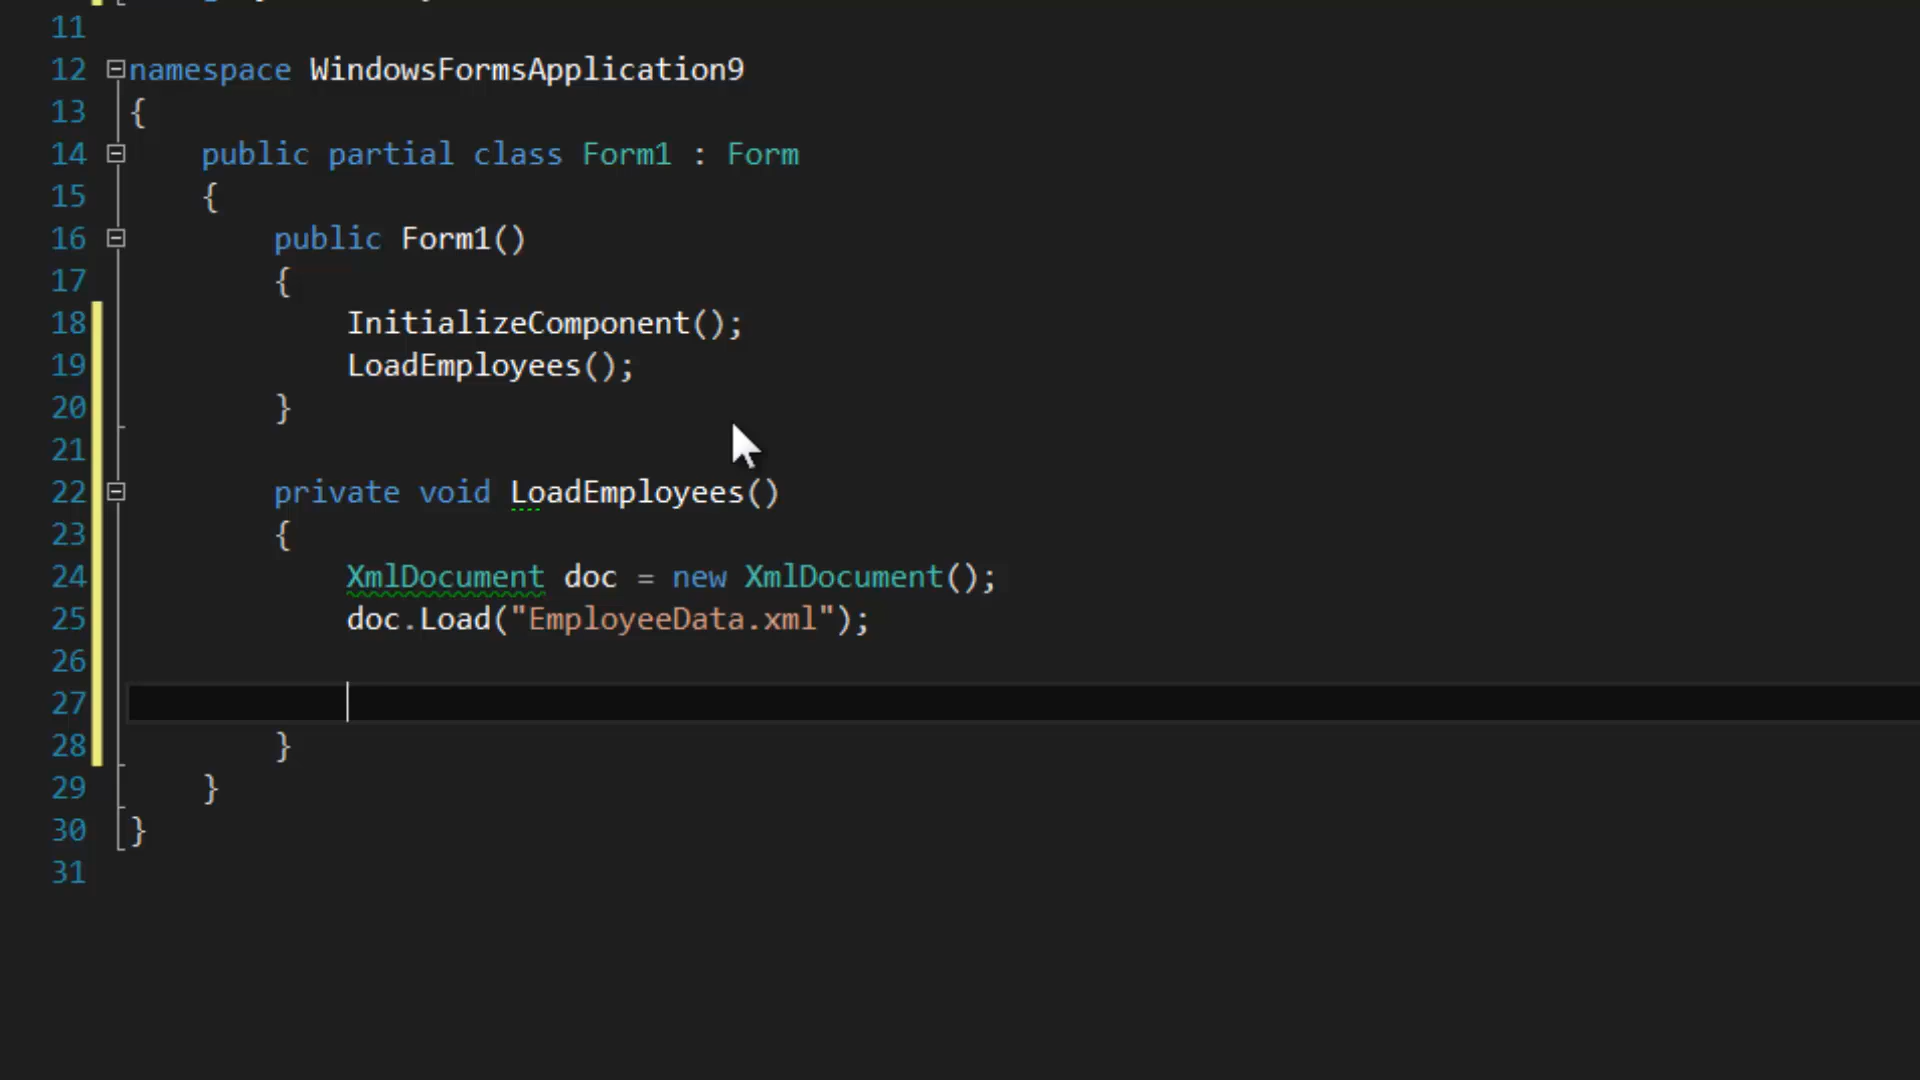 11
12 namespace WindowsFormsApplication9
13 {
14 public partial class Form1 : Form
15 {
16 public Form1()
17 {
18 InitializeComponent();
19 LoadEmployees();
20 }
21
22 private void LoadEmployees()
23 {
24 XmlDocument doc = new XmlDocument();
25 doc.Load("EmployeeData.xml");
26
27
28 }
29 }
30 }
31